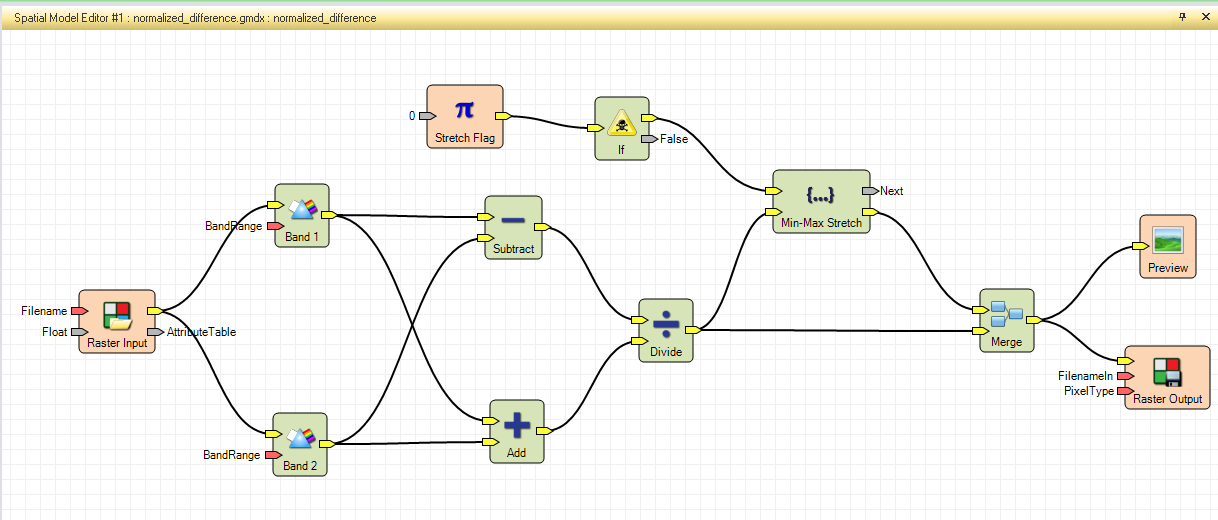 Spatial Model Editor #1 : normalized_difference.gmdx : normalized_difference
0
π
Stretch Flag
If
False
{...}
Next
Min-Max Stretch
BandRange
Band 1
Subtract
Preview
Filename
Float
AttributeTable
Raster Input
Divide
Merge
FilenameIn
PixelType
Raster Output
BandRange
Band 2
Add